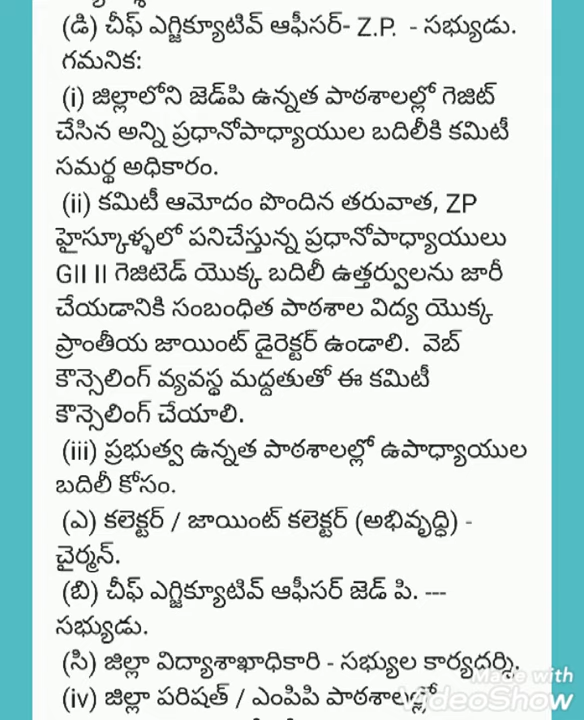 (డి) చీఫ్ ఎగ్జిక్యూటివ్ ఆఫీసర్- Z.P. - సభ్యుడు.
గమనిక:
(i) జిల్లాలోని జెడ్‌పి ఉన్నత పాఠశాలల్లో గెజిట్
చేసిన అన్ని ప్రధానోపాధ్యాయుల బదిలీకి కమిటీ
సమర్థ అధికారం.
(ii) కమిటీ ఆమోదం పొందిన తరువాత, ZP
హైస్కూళ్ళలో పనిచేస్తున్న ప్రధానోపాధ్యాయులు
GII II గెజిటెడ్ యొక్క బదిలీ ఉత్తర్వులను జారీ
చేయడానికి సంబంధిత పాఠశాల విద్య యొక్క
ప్రాంతీయ జాయింట్ డైరెక్టర్ ఉండాలి. వెబ్
కౌన్సెలింగ్ వ్యవస్థ మద్దతుతో ఈ కమిటీ
కౌన్సెలింగ్ చేయాలి.
(iii) ప్రభుత్వ ఉన్నత పాఠశాలల్లో ఉపాధ్యాయుల
బదిలీ కోసం.
(ఎ) కలెక్టర్ / జాయింట్ కలెక్టర్ (అభివృద్ధి) -
చైర్మన్.
(బి) చీఫ్ ఎగ్జిక్యూటివ్ ఆఫీసర్ జెడ్ పి. ---
సభ్యుడు.
(సి) జిల్లా విద్యాశాఖాధికారి - సభ్యుల కార్యదర్శి.
Made with
(iv) జిల్లా పరిషత్ / ఎంపిపి పాఠశాలల్లో
VideoShow